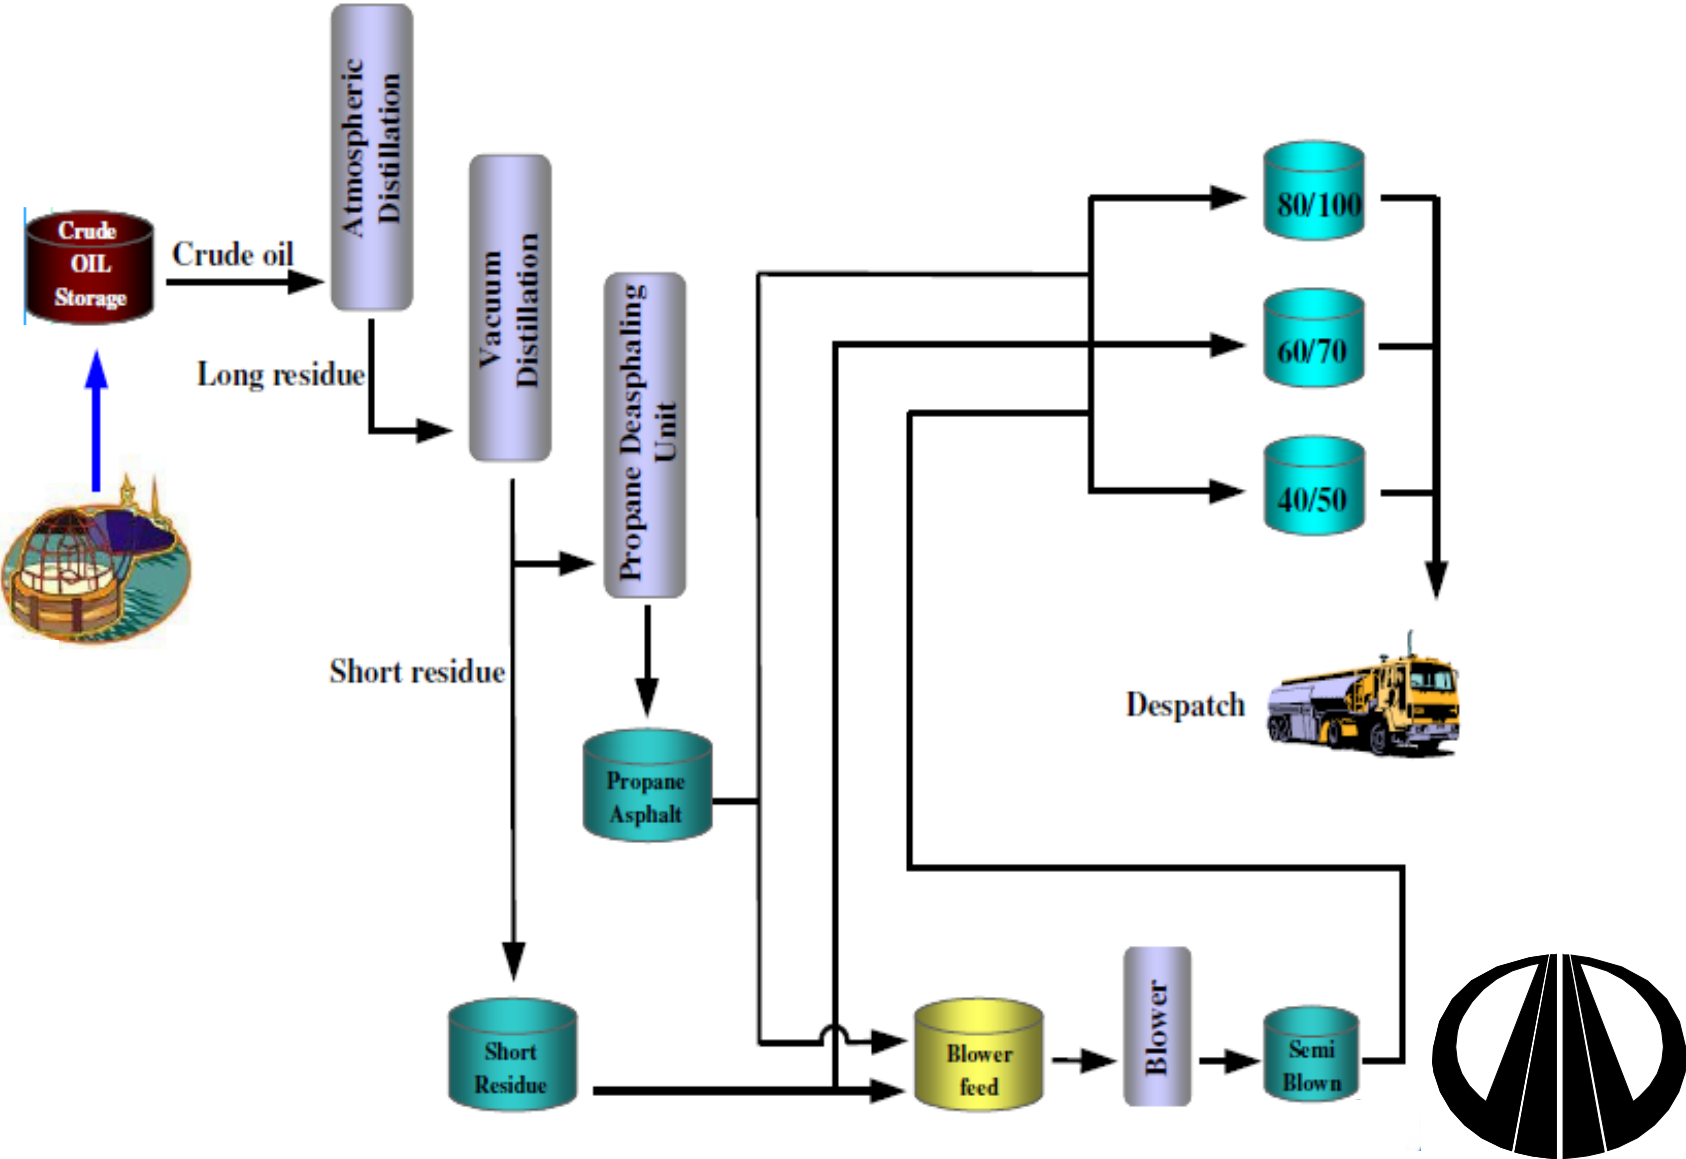 Atmospheric
Distillation
Vacuum
Distillation
Propane Deasphaling
Unit
Crude
OIL
Storage
Crude oil
Long residue
Short residue
Propane
Asphalt
Short
Residue
80/100
60/70
40/50
Despatch
Blower
feed
Blower
Semi
Blown